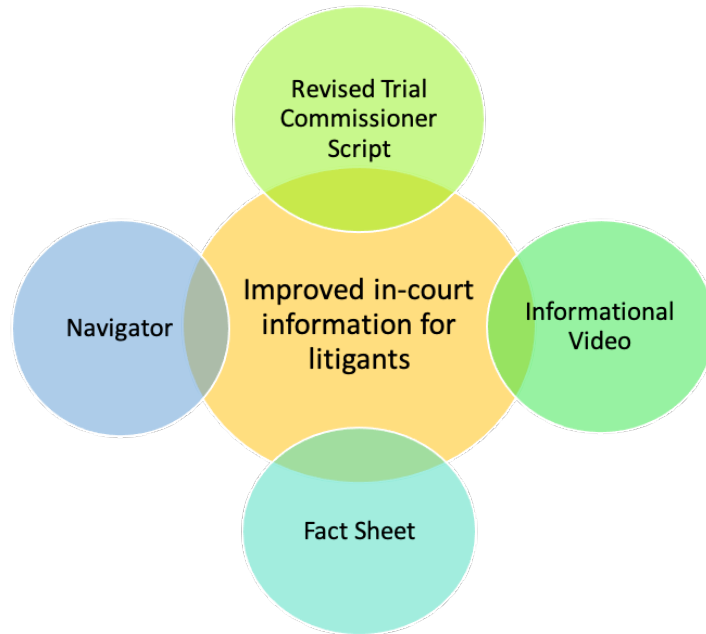 Revised Trial
Commissioner
Script
Improved in-court
information for
litigants
Navigator
Informational
Video
Fact Sheet